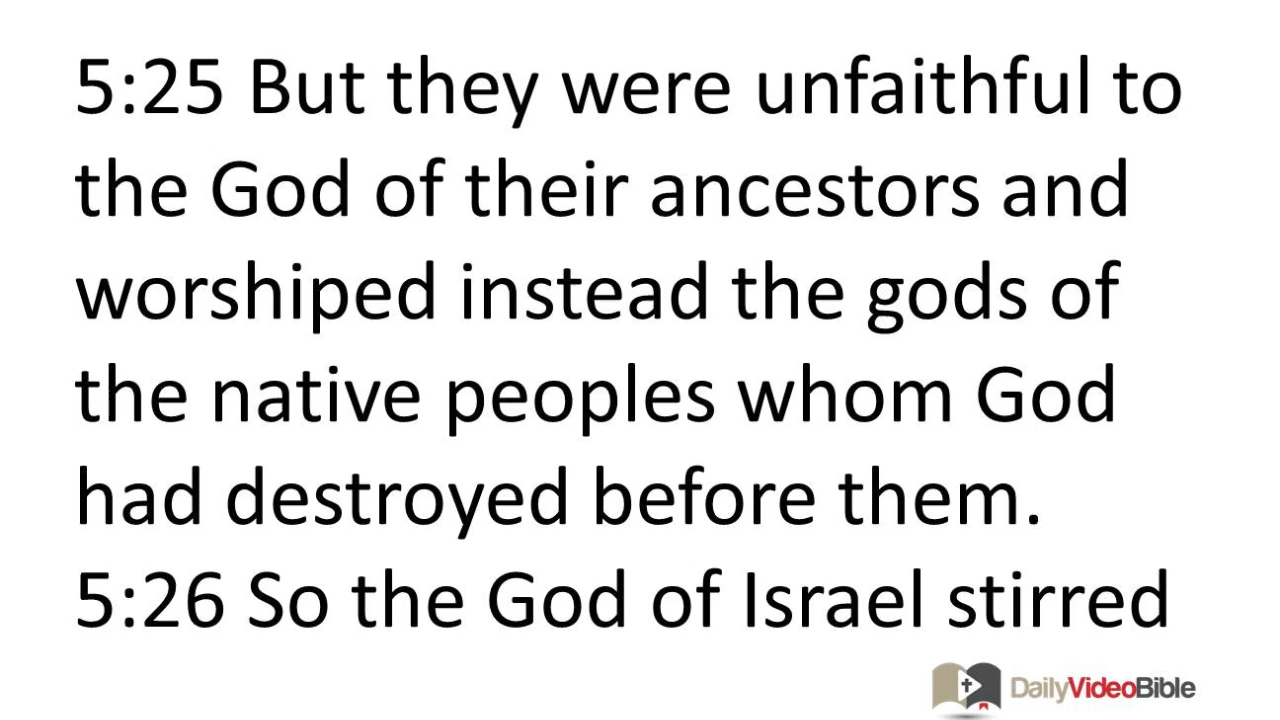 5:25 But they were unfaithful to
the God of their ancestors and
worshiped instead the gods of
the native peoples whom God
had destroyed before them.
5:26 So the God of Israel stirred
DailyVideoBible